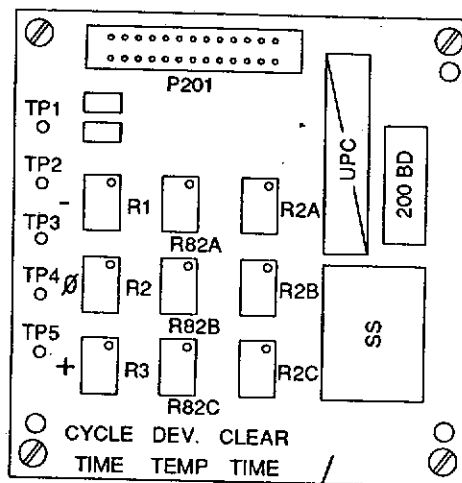 P201
TP1
TP2
-
TP3
TP4 Ø
TP5
+
R1
R82A
R2A
R2
R82B
R2B
R3
R82C
R2C
UPC
200 BD
SS
CYCLE DEV. CLEAR
TIME TEMP TIME